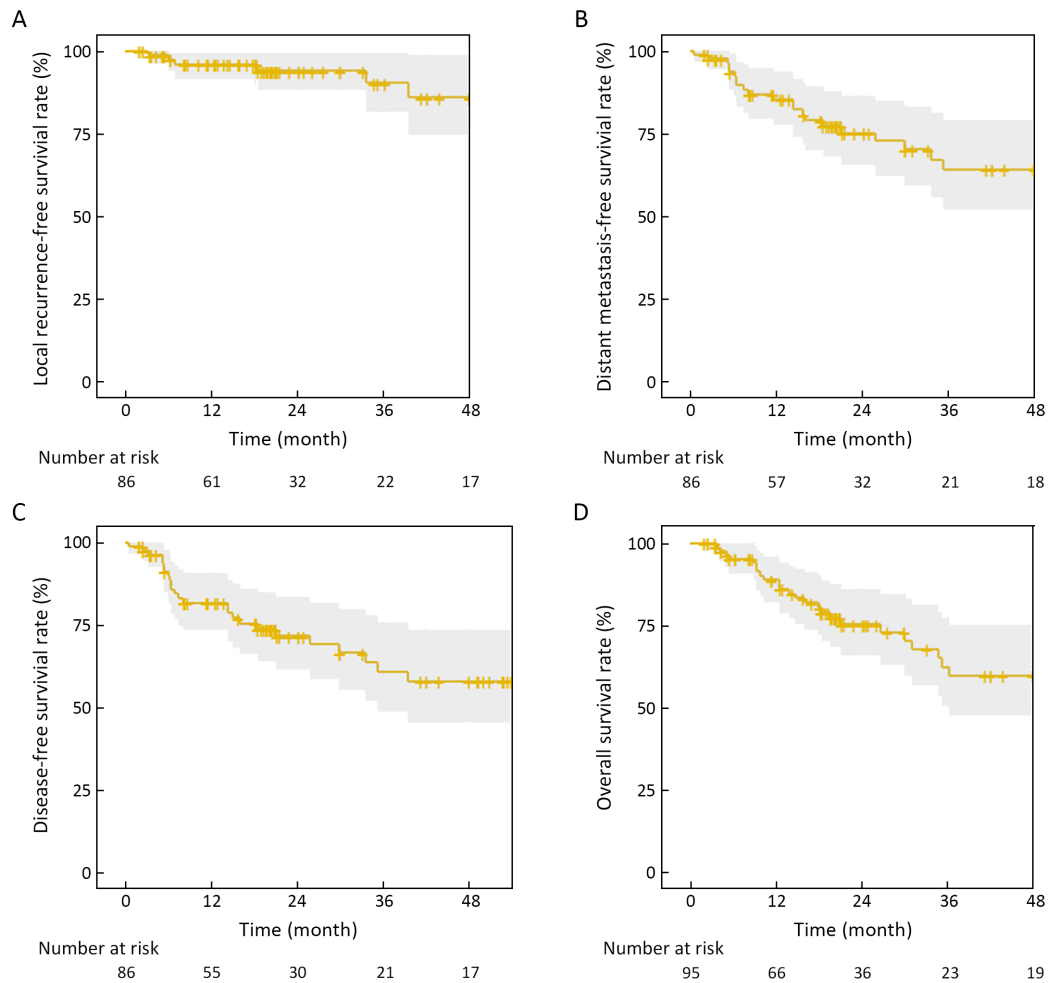 A
Local recurrence-free survivial rate (%)
100
75
50
25
0
0 12 24 36 48
Time (month)
Number at risk
86 61 32 22 17
B
Distant metastasis-free survival rate (%)
100
75
50
25
0
0 12 24 36 48
Time (month)
Number at risk
86 57 32 21 18
C
Disease-free survival rate (%)
100
75
50
25
0
0 12 24 36 48
Time (month)
Number at risk
86 55 30 21 17
D
Overall survival rate (%)
100
75
50
25
0
0 12 24 36 48
Time (month)
Number at risk
95 66 36 23 19